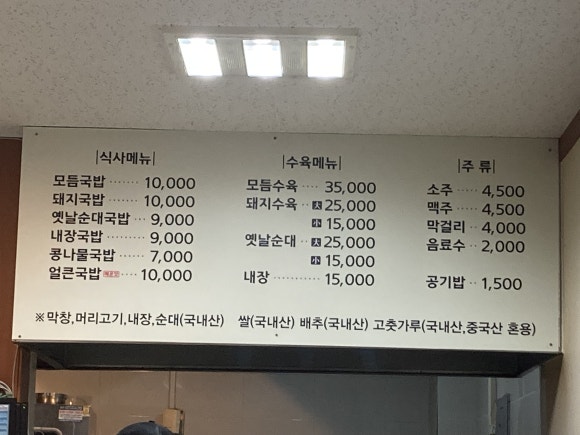 |식사메뉴|
모듬국밥 ······· 10,000
돼지국밥 ······· 10,000
옛날순대국밥 ··· 9,000
내장국밥 ······· 9,000
콩나물국밥 ······ 7,000
얼큰국밥 ···· 10,000
|수육메뉴|
모듬수육 ···· 35,000
돼지수육 ·· 大 25,000
小 15,000
옛날순대 ·· 大 25,000
小 15,000
내장 ··········· 15,000
|주 류|
소주 ···· 4,500
맥주 ···· 4,500
막걸리 ·· 4,000
음료수 ·· 2,000
공기밥 ·· 1,500
※막창,머리고기,내장,순대(국내산) 쌀(국내산) 배추(국내산) 고춧가루(국내산,중국산 혼용)